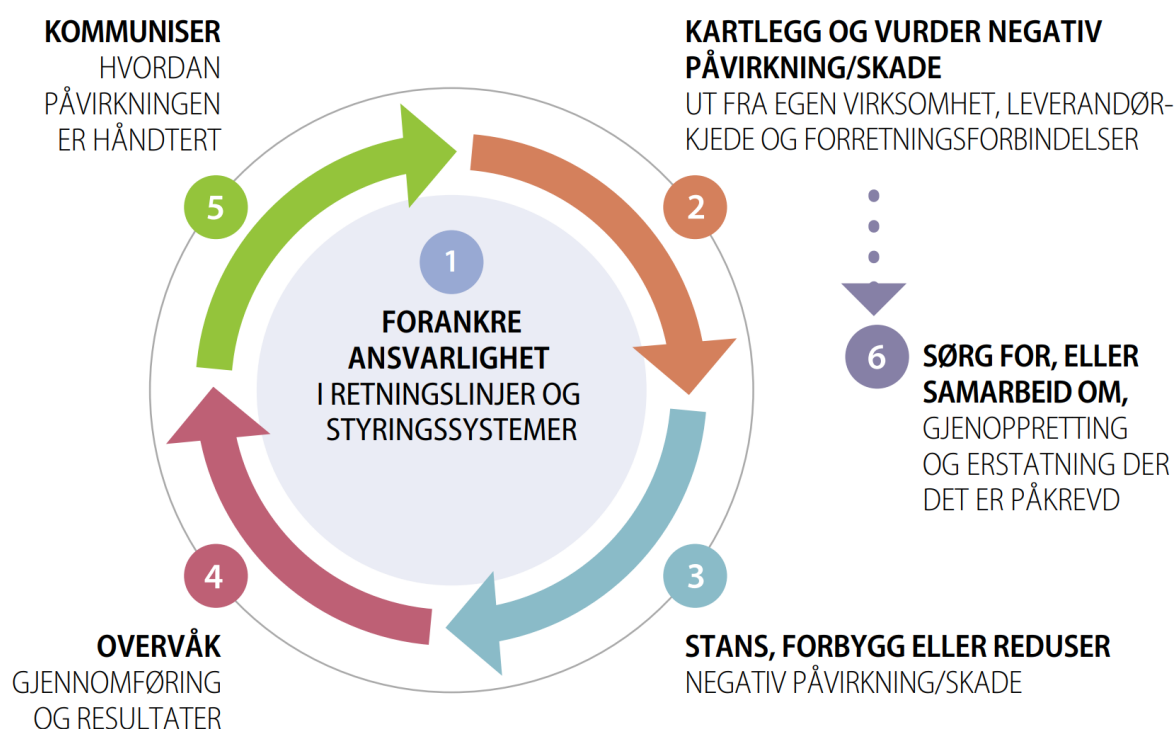 1
FORANKRE
ANSVARLIGHET
I RETNINGSLINJER OG
STYRINGSSYSTEMER
2
KARTLEGG OG VURDER NEGATIV
PÅVIRKNING/SKADE
UT FRA EGEN VIRKSOMHET, LEVERANDØR-
KJEDE OG FORRETNINGSFORBINDELSER
3
STANS, FORBYGG ELLER REDUSER
NEGATIV PÅVIRKNING/SKADE
4
OVERVÅK
GJENNOMFØRING
OG RESULTATER
5
KOMMUNISER
HVORDAN
PÅVIRKNINGEN
ER HÅNDTERT
6
SØRG FOR, ELLER
SAMARBEID OM,
GJENOPPRETTING
OG ERSTATNING DER
DET ER PÅKREVD